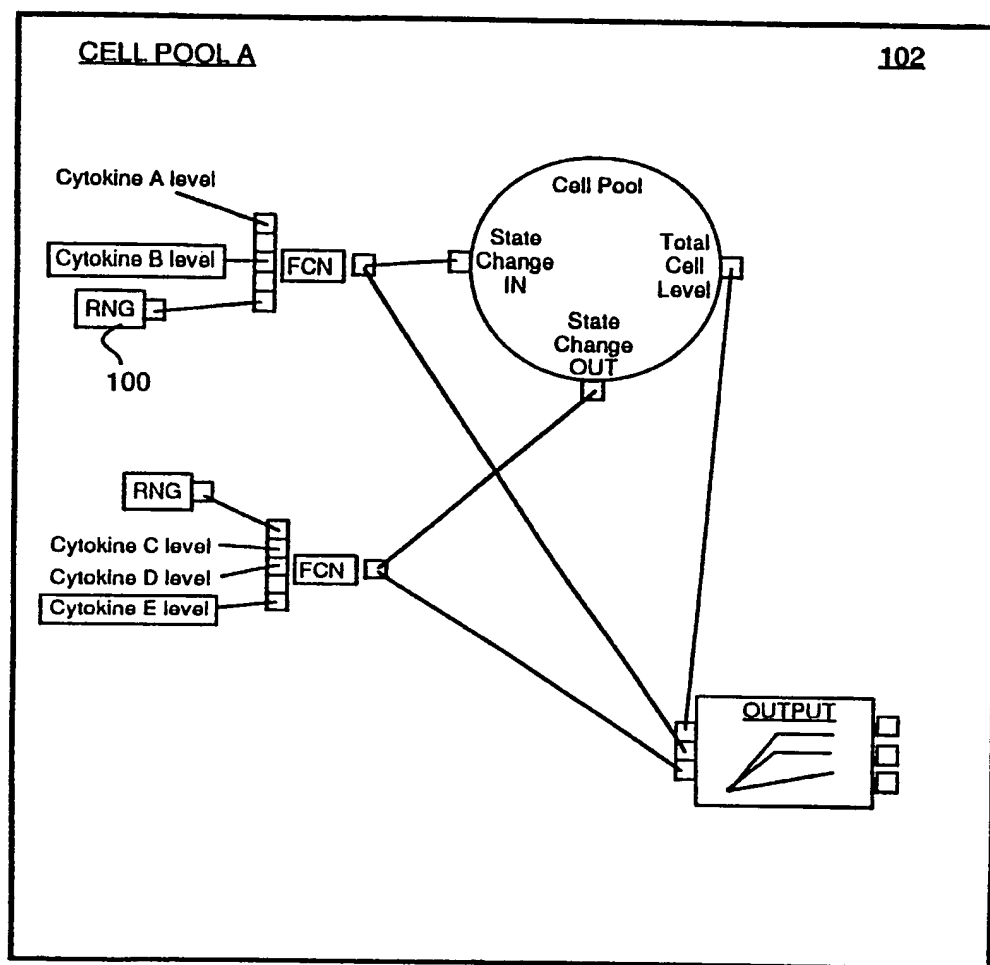 CELL POOL A
102
Cytokine A level
Cytokine B level
RNG
100
FCN
Cell Pool
State
Change
IN
Total
Cell
Level
State
Change
OUT
RNG
Cytokine C level
Cytokine D level
Cytokine E level
FCN
OUTPUT